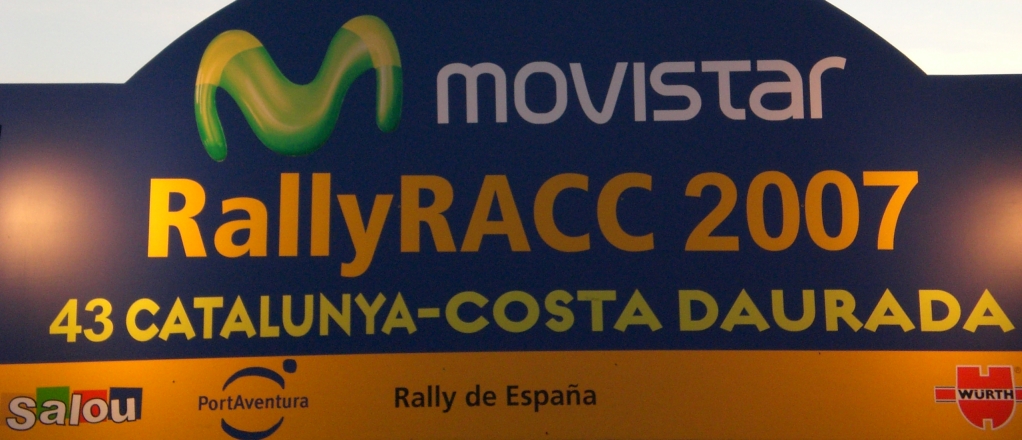 movistar
RallyRACC 2007
43 CATALUNYA-COSTA DAURADA
salou
PortAventura
Rally de España
WÜRTH